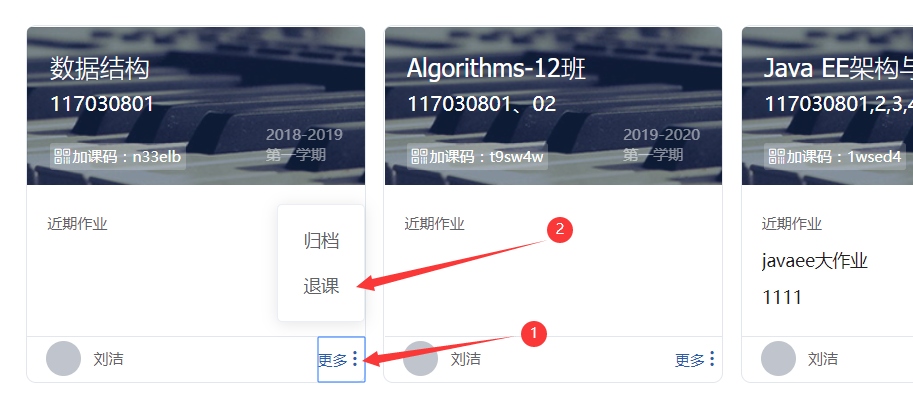 数据结构
117030801
2018-2019
加课码：n33elb
第一学期
近期作业
归档
退课
2
刘洁
更多
1
Algorithms-12班
117030801、02
2019-2020
加课码：t9sw4w
第一学期
近期作业
刘洁
更多
Java EE架构与
117030801,2,3,4
加课码：1wsed4
近期作业
javaee大作业
1111
刘洁